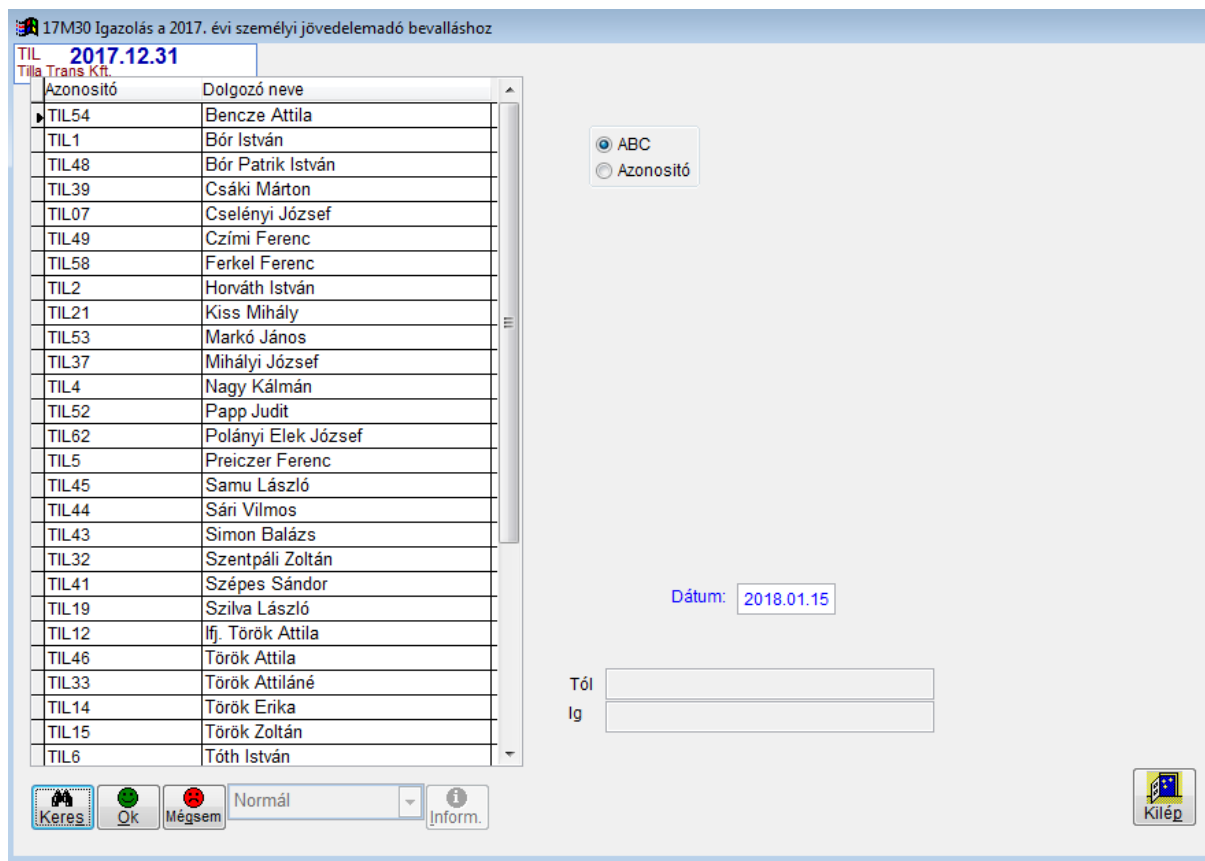 17M30 Igazolás a 2017. évi személyi jövedelemadó bevalláshoz
TIL 2017.12.31
Tilla Trans Kft.
Azonositó Dolgozó neve
TIL54 Bencze Attila
TIL1 Bór István
TIL48 Bór Patrik István
TIL39 Csáki Márton
TIL07 Cselényi József
TIL49 Czími Ferenc
TIL58 Ferkel Ferenc
TIL2 Horváth István
TIL21 Kiss Mihály
TIL53 Markó János
TIL37 Mihályi József
TIL4 Nagy Kálmán
TIL52 Papp Judit
TIL62 Polányi Elek József
TIL5 Preiczer Ferenc
TIL45 Samu László
TIL44 Sári Vilmos
TIL43 Simon Balázs
TIL32 Szentpáli Zoltán
TIL41 Szépes Sándor
TIL19 Szilva László
TIL12 Ifj. Török Attila
TIL46 Török Attila
TIL33 Török Attiláné
TIL14 Török Erika
TIL15 Török Zoltán
TIL6 Tóth István
ABC
Azonositó
Dátum: 2018.01.15
Tól
Ig
Keres Ok Mégsem Normál Inform.
Kilép